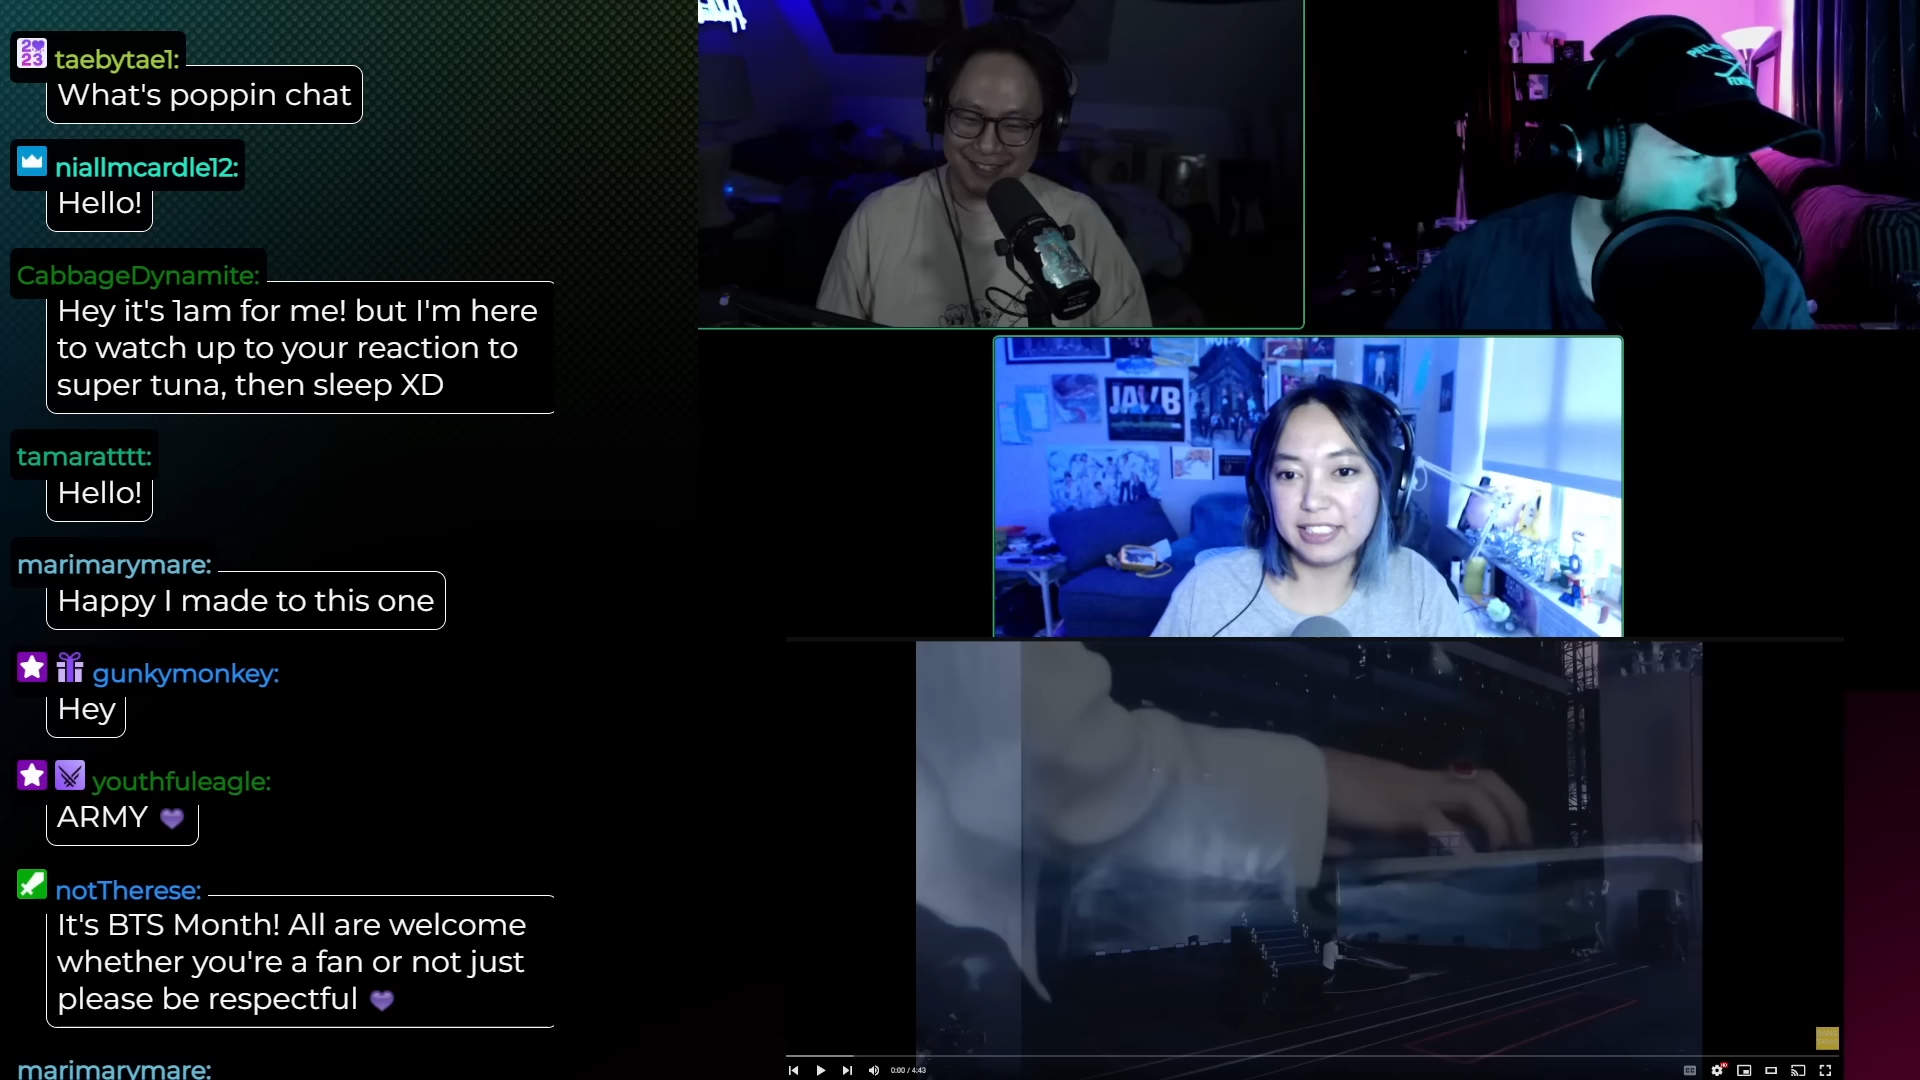 taebytae1:
What's poppin chat
niallmcardle12:
Hello!
CabbageDynamite:
Hey it's 1am for me! but I'm here
to watch up to your reaction to
super tuna, then sleep XD
tamaratttt:
Hello!
marimarymare:
Happy I made to this one
gunkymonkey:
Hey
youthfuleagle:
ARMY 💜
notTherese:
It's BTS Month! All are welcome
whether you're a fan or not just
please be respectful 💜
marimarymare:
JAY B
0:00 / 4:43